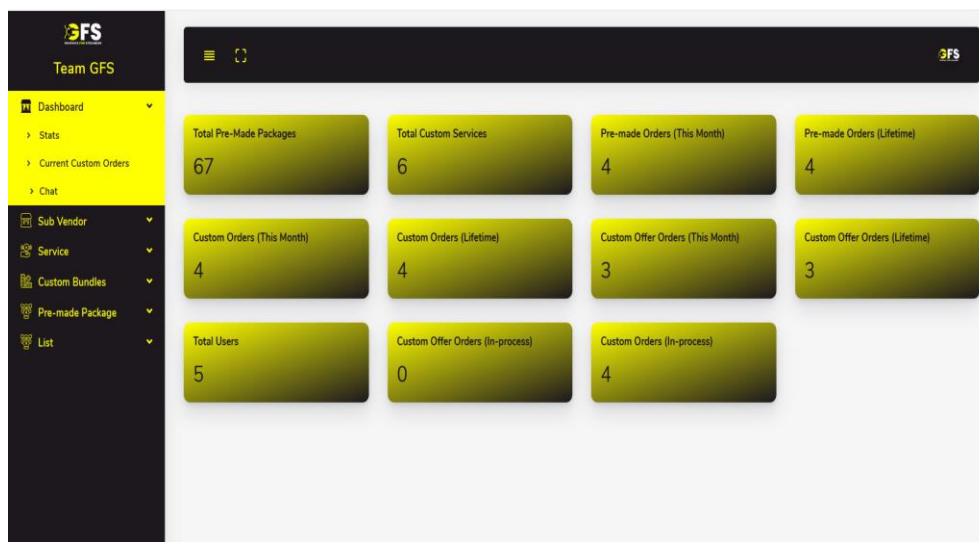 GFS
Team GFS
GFS
Dashboard
Stats
Current Custom Orders
Chat
Sub Vendor
Service
Custom Bundles
Pre-made Package
List
Total Pre-Made Packages
67
Total Custom Services
6
Pre-made Orders (This Month)
4
Pre-made Orders (Lifetime)
4
Custom Orders (This Month)
4
Custom Orders (Lifetime)
4
Custom Offer Orders (This Month)
3
Custom Offer Orders (Lifetime)
3
Total Users
5
Custom Offer Orders (In-process)
0
Custom Orders (In-process)
4